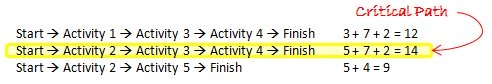 Critical Path
Start → Activity 1 → Activity 3 → Activity 4 → Finish 3 + 7 + 2 = 12
Start → Activity 2 → Activity 3 → Activity 4 → Finish 5 + 7 + 2 = 14
Start → Activity 2 → Activity 5 → Finish 5 + 4 = 9